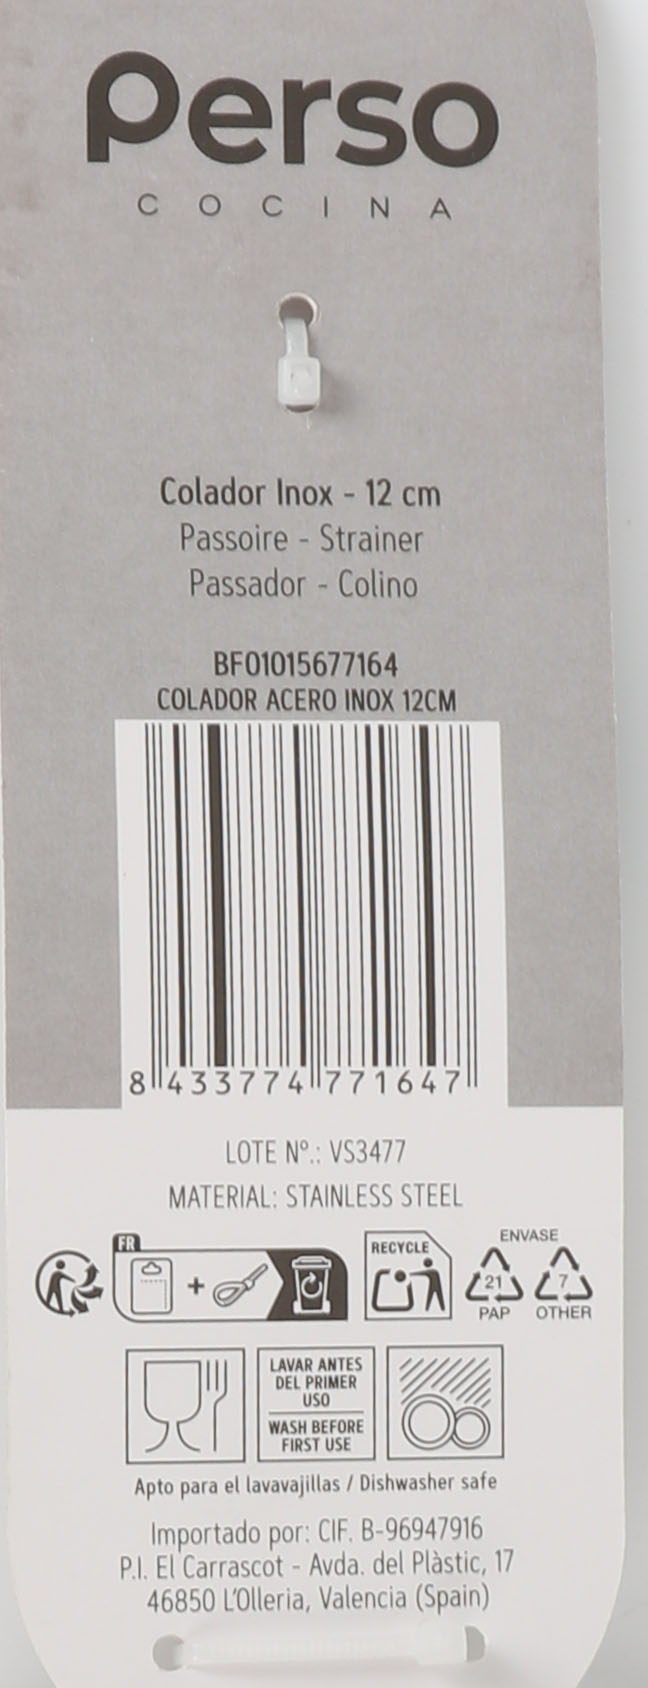 Perso
COCINA
Colador Inox - 12 cm
Passoire - Strainer
Passador - Colino
BF01015677164
COLADOR ACERO INOX 12CM
8 433774 771647
LOTE Nº.: VS3477
MATERIAL: STAINLESS STEEL
FR
+
RECYCLE
ENVASE
21
7
PAP
OTHER
LAVAR ANTES
DEL PRIMER
USO
WASH BEFORE
FIRST USE
Apto para el lavavajillas / Dishwasher safe
Importado por: CIF. B-96947916
P.I. El Carrascot - Avda. del Plàstic, 17
46850 L'Olleria, Valencia (Spain)